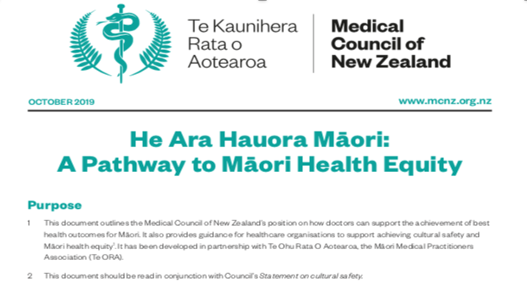 Te Kaunihera
Rata o
Aotearoa
Medical
Council of
New Zealand
OCTOBER 2019
www.mcnz.org.nz
He Ara Hauora Māori:
A Pathway to Māori Health Equity
Purpose
1 This document outlines the Medical Council of New Zealand's position on how doctors can support the achievement of best
health outcomes for Māori. It also provides guidance for healthcare organisations to support achieving cultural safety and
Māori health equity¹. It has been developed in partnership with Te Ohu Rata O Aotearoa, the Māori Medical Practitioners
Association (Te ORA).
2 This document should be read in conjunction with Council's Statement on cultural safety.